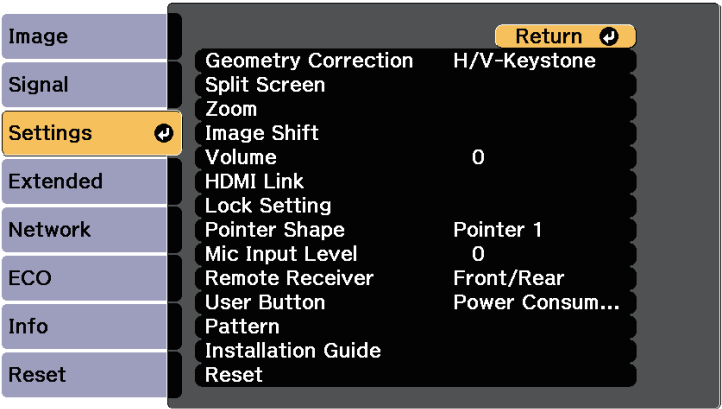 Image
Signal
Settings
Extended
Network
ECO
Info
Reset
Return
Geometry Correction H/V-Keystone
Split Screen
Zoom
Image Shift
Volume 0
HDMI Link
Lock Setting
Pointer Shape Pointer 1
Mic Input Level 0
Remote Receiver Front/Rear
User Button Power Consum...
Pattern
Installation Guide
Reset